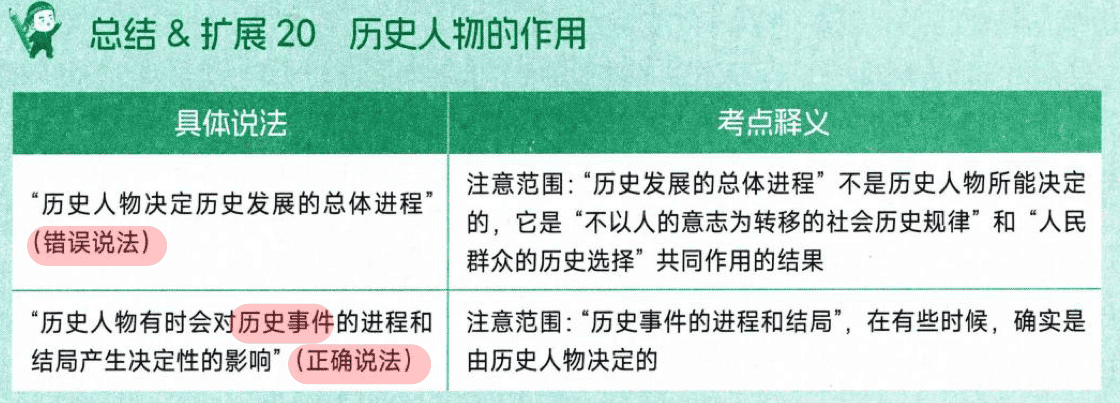 总结 & 扩展 20 历史人物的作用
具体说法
考点释义
“历史人物决定历史发展的总体进程”
（错误说法）
注意范围：“历史发展的总体进程”不是历史人物所能决定
的，它是“不以人的意志为转移的社会历史规律”和“人民
群众的历史选择”共同作用的结果
“历史人物有时会对历史事件的进程和
结局产生决定性的影响”（正确说法）
注意范围：“历史事件的进程和结局”，在有些时候，确实是
由历史人物决定的